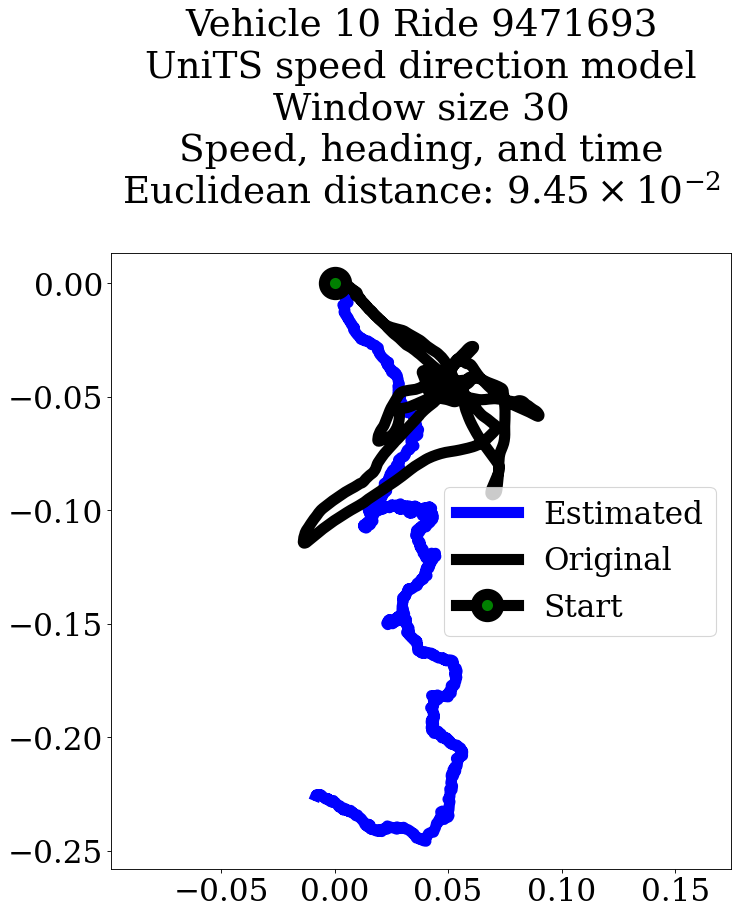 Vehicle 10 Ride 9471693
UniTS speed direction model
Window size 30
Speed, heading, and time
Euclidean distance: 9.45 × 10⁻²
0.00
−0.05
−0.10
−0.15
−0.20
−0.25
Estimated
Original
Start
−0.05 0.00 0.05 0.10 0.15